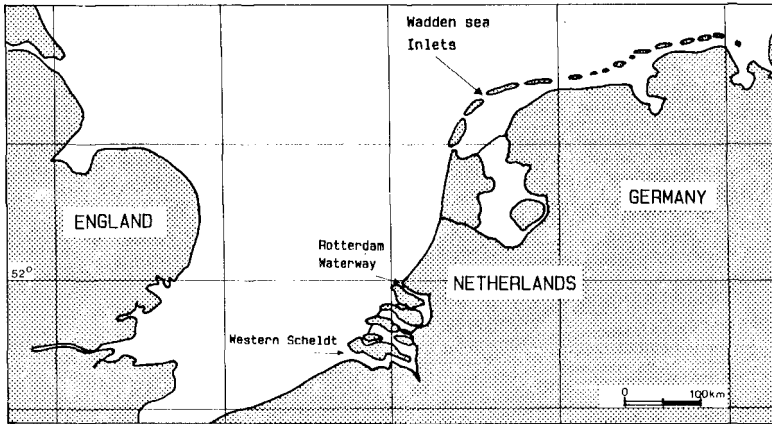 Wadden sea
Inlets
ENGLAND
GERMANY
Rotterdam
Waterway
52°
NETHERLANDS
Western Scheldt
0 100km